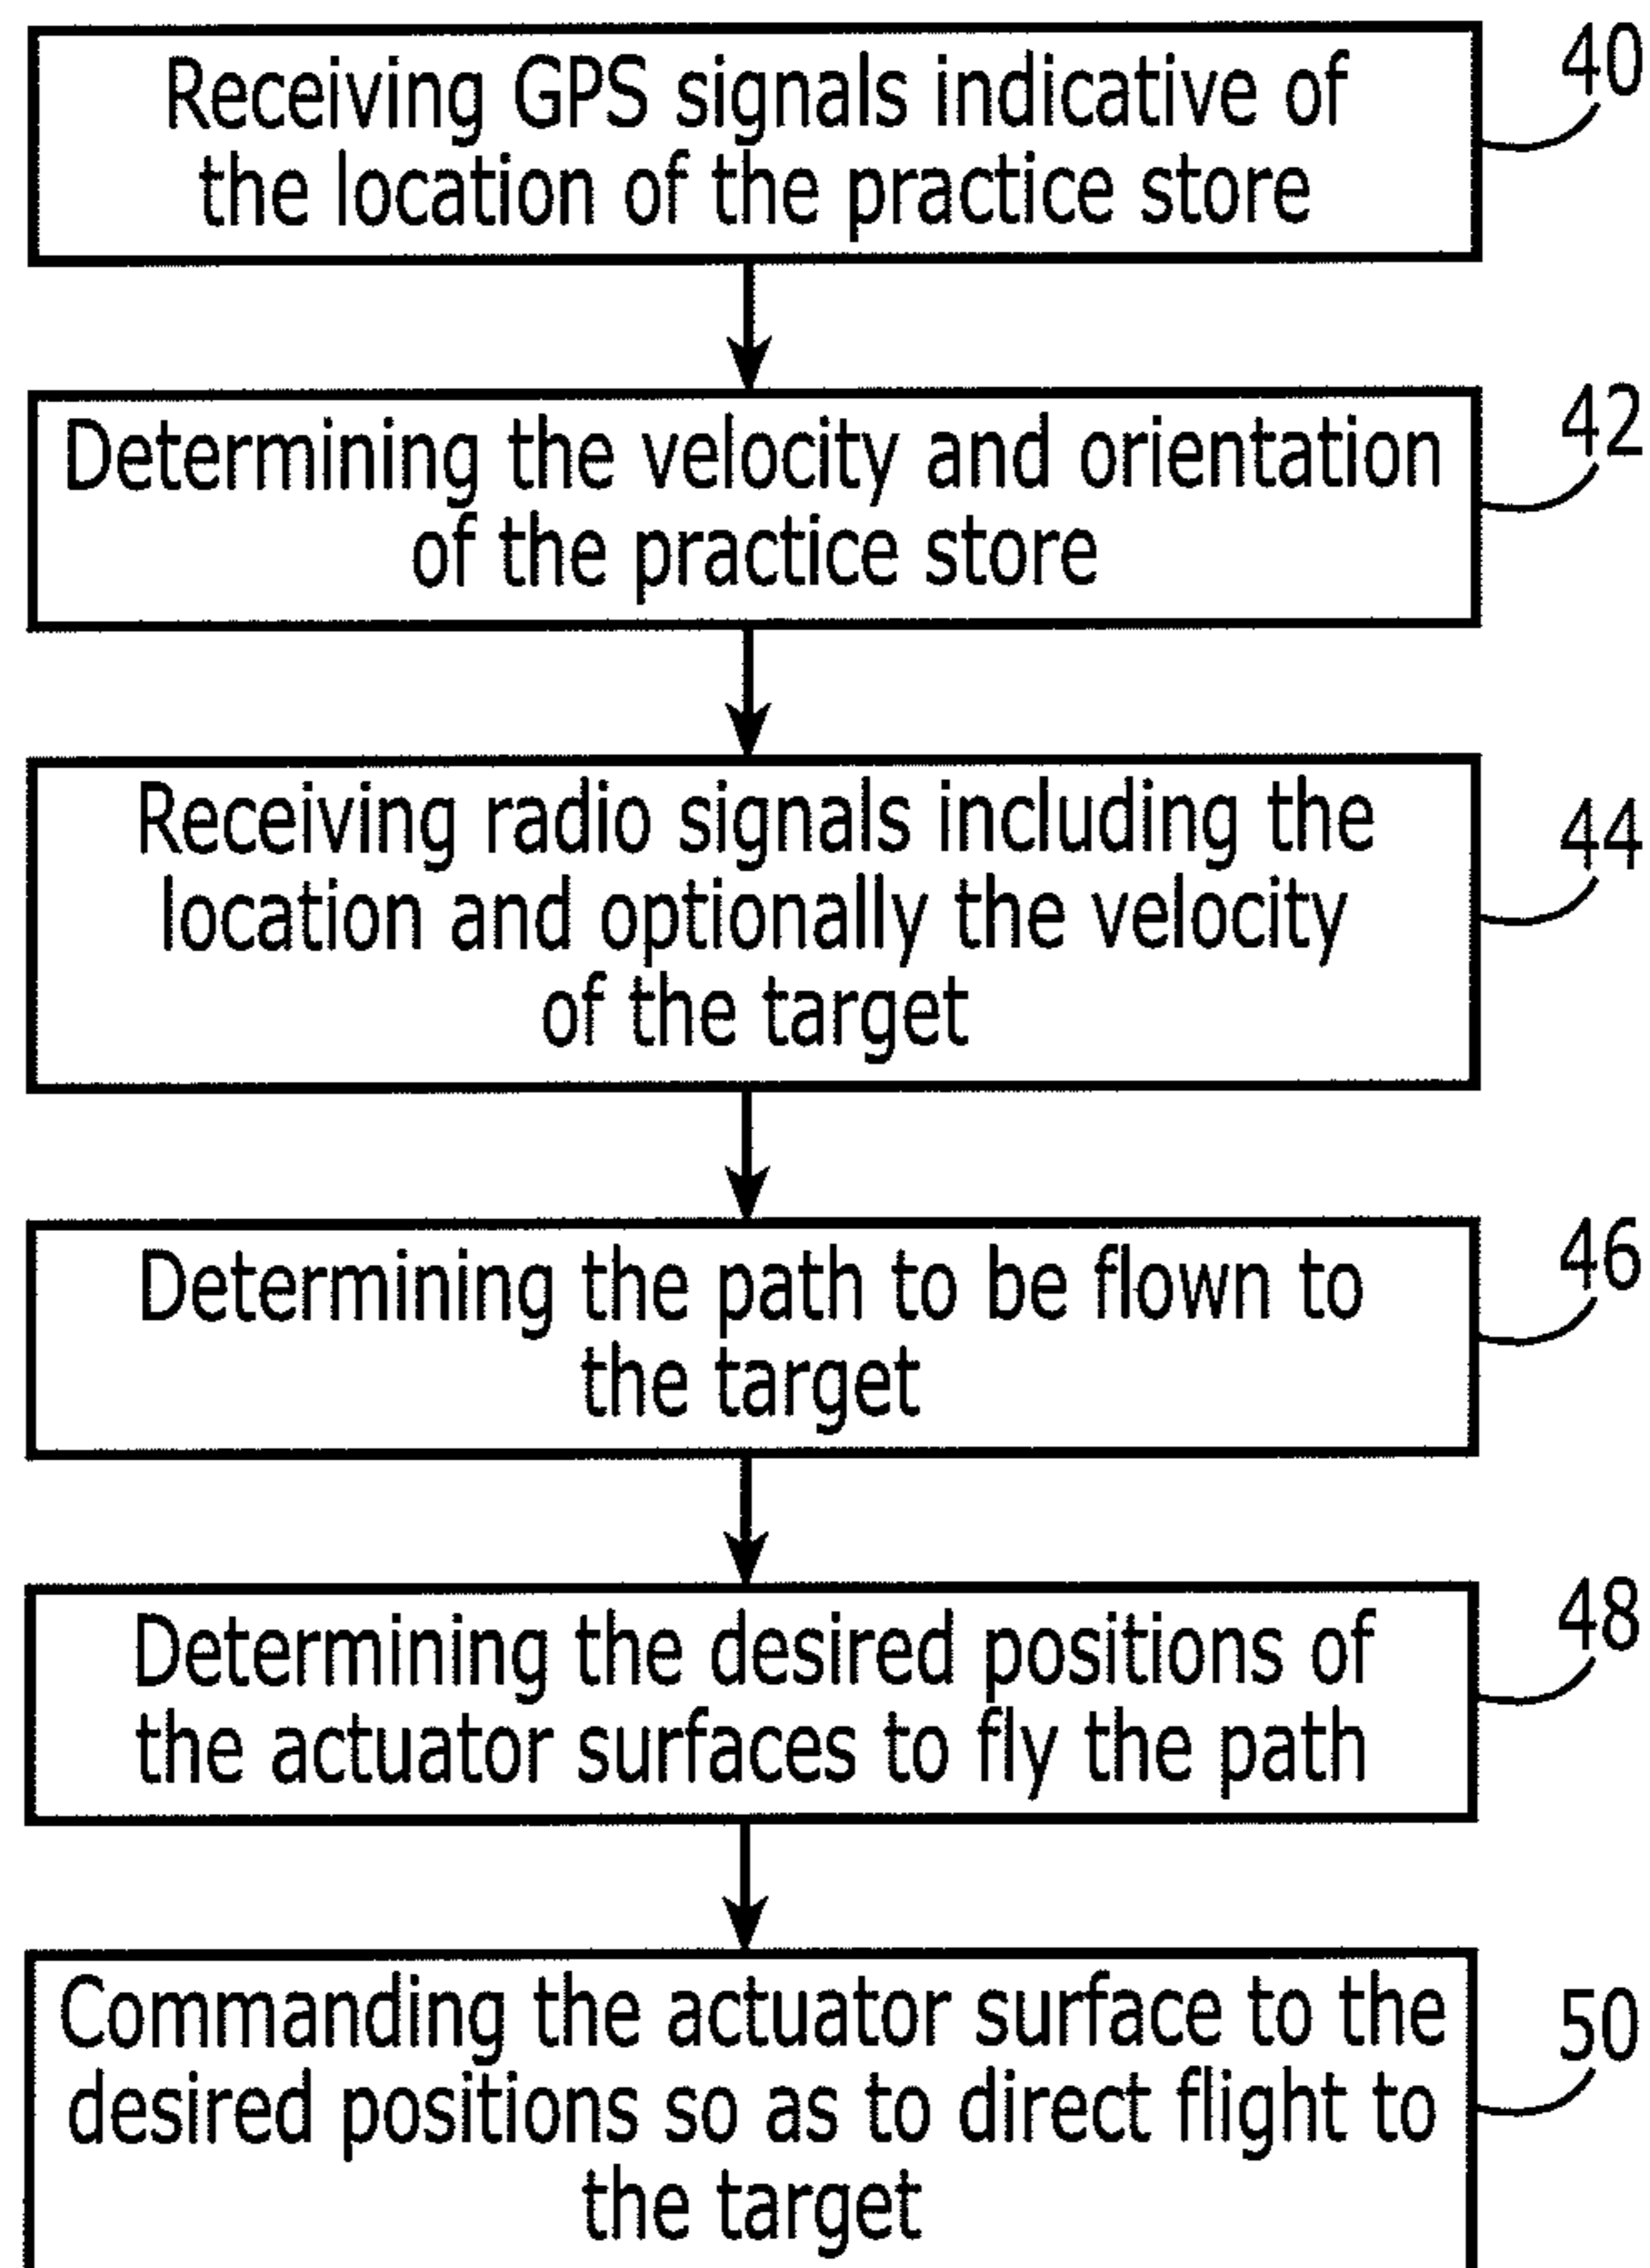 Receiving GPS signals indicative of
the location of the practice store
40
Determining the velocity and orientation
of the practice store
42
Receiving radio signals including the
location and optionally the velocity
of the target
44
Determining the path to be flown to
the target
46
Determining the desired positions of
the actuator surfaces to fly the path
48
Commanding the actuator surface to the
desired positions so as to direct flight to
the target
50